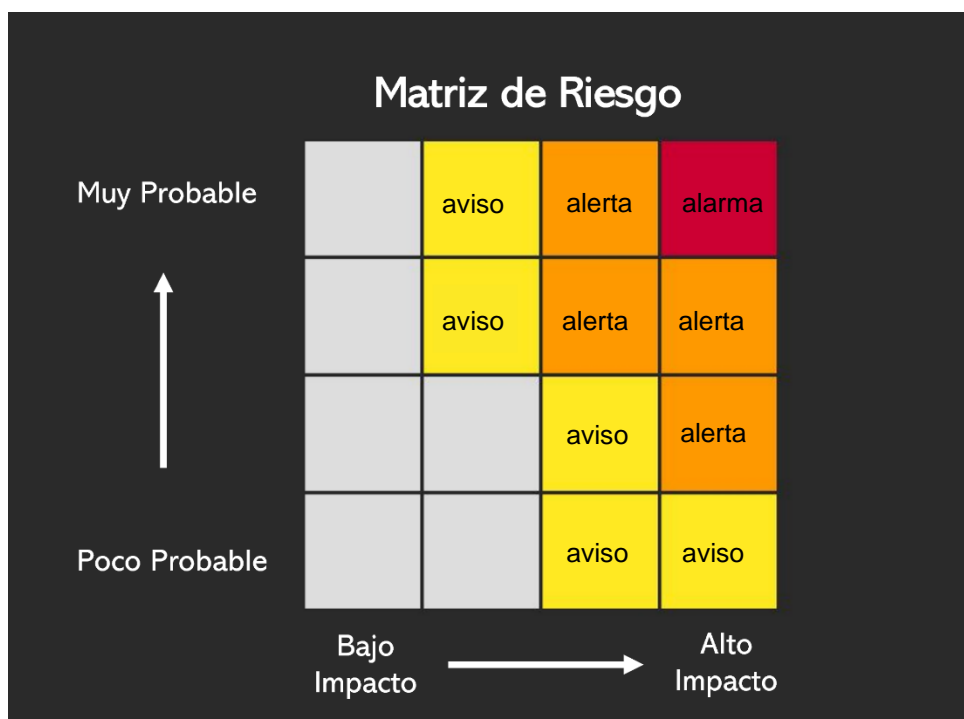 Matriz de Riesgo
Muy Probable
aviso
alerta
alarma
aviso
alerta
alerta
aviso
alerta
Poco Probable
aviso
aviso
Bajo
Impacto
Alto
Impacto